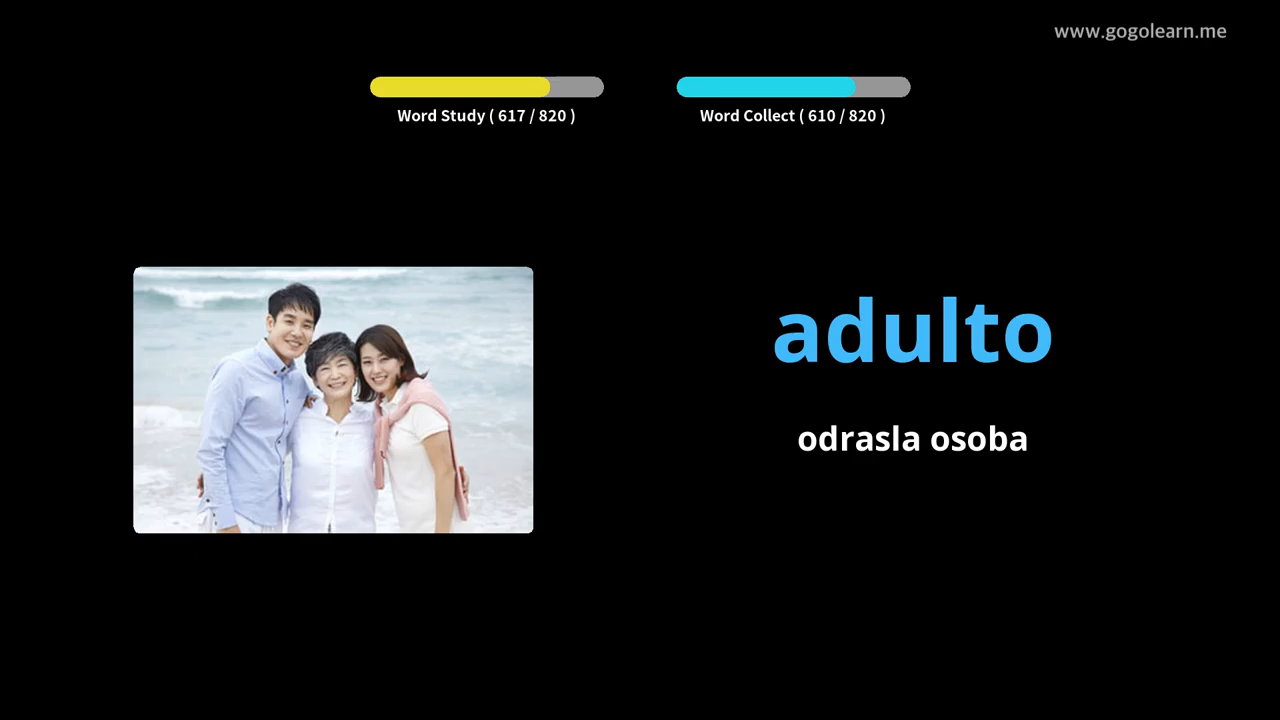 www.gogolearn.me
Word Study ( 617 / 820 )
Word Collect ( 610 / 820 )
adulto
odrasla osoba